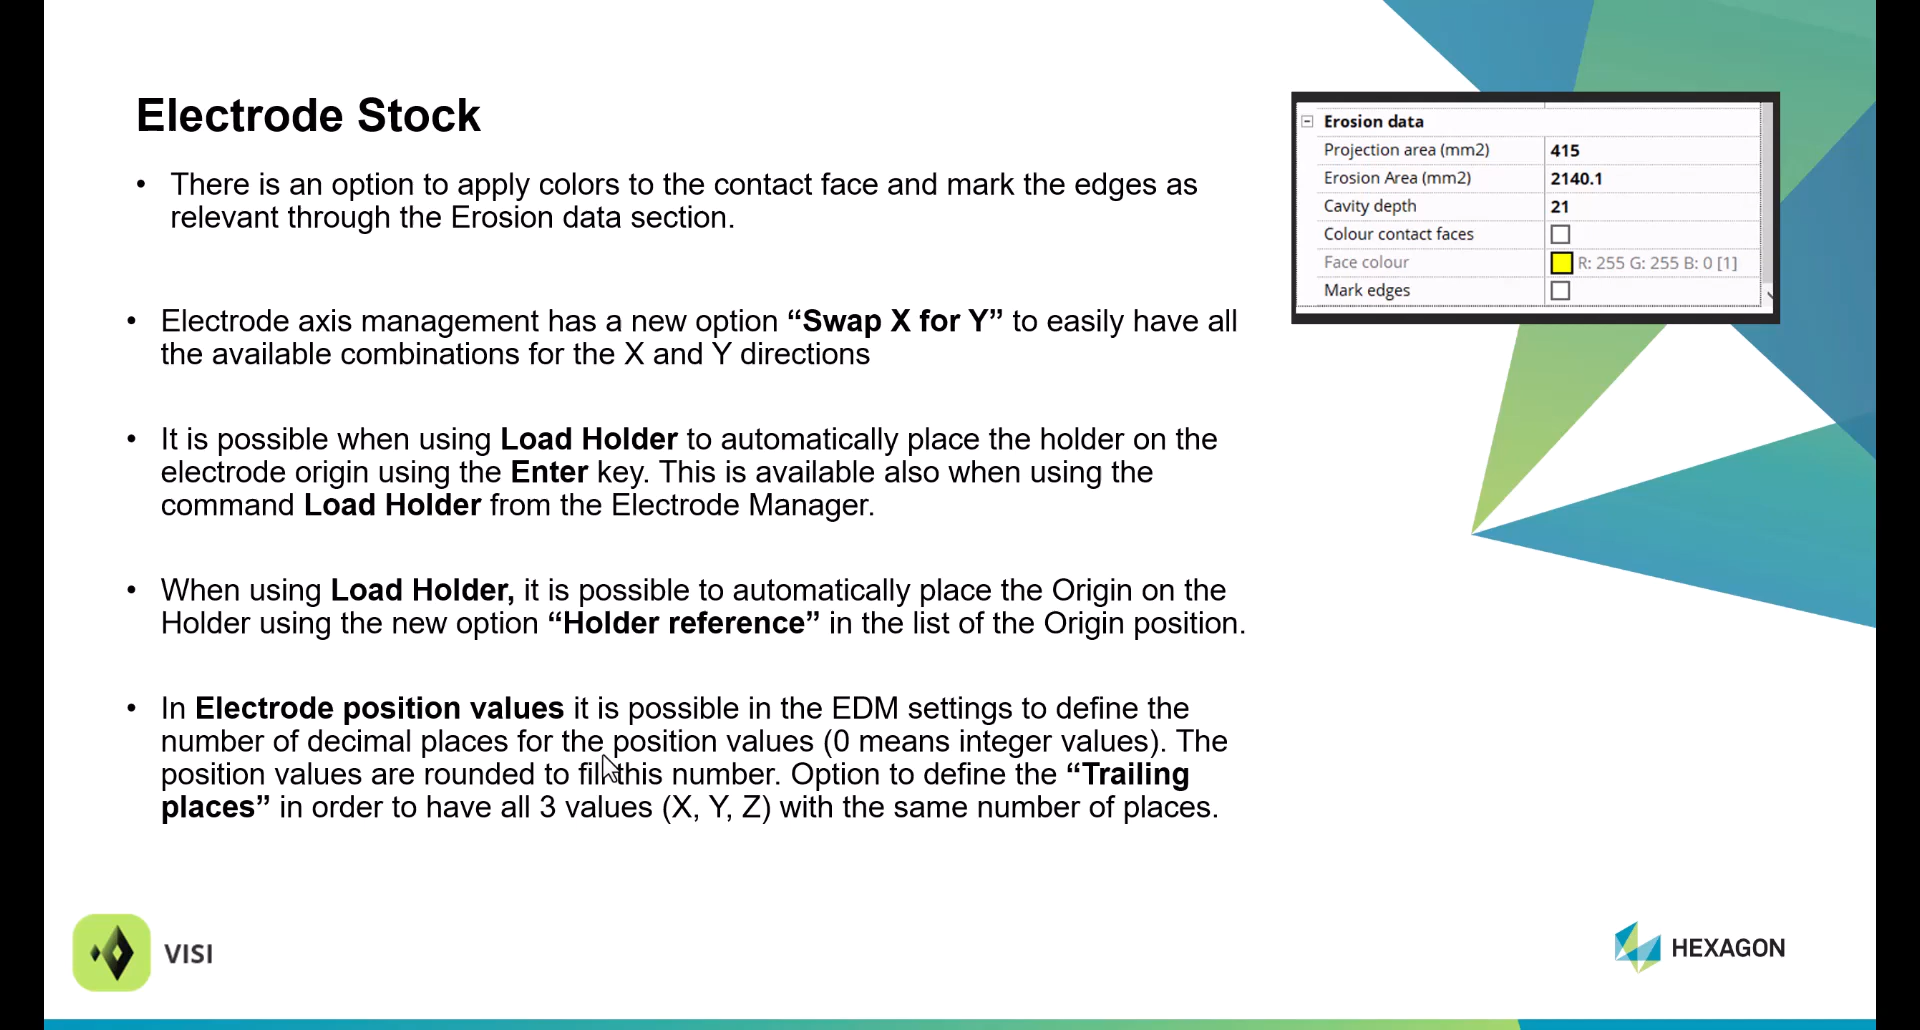 Electrode Stock
• There is an option to apply colors to the contact face and mark the edges as
relevant through the Erosion data section.
• Electrode axis management has a new option “Swap X for Y” to easily have all
the available combinations for the X and Y directions
• It is possible when using Load Holder to automatically place the holder on the
electrode origin using the Enter key. This is available also when using the
command Load Holder from the Electrode Manager.
• When using Load Holder, it is possible to automatically place the Origin on the
Holder using the new option “Holder reference” in the list of the Origin position.
• In Electrode position values it is possible in the EDM settings to define the
number of decimal places for the position values (0 means integer values). The
position values are rounded to fill this number. Option to define the “Trailing
places” in order to have all 3 values (X, Y, Z) with the same number of places.
Erosion data
Projection area (mm2) 415
Erosion Area (mm2) 2140.1
Cavity depth 21
Colour contact faces
Face colour R: 255 G: 255 B: 0 [1]
Mark edges
VISI
HEXAGON